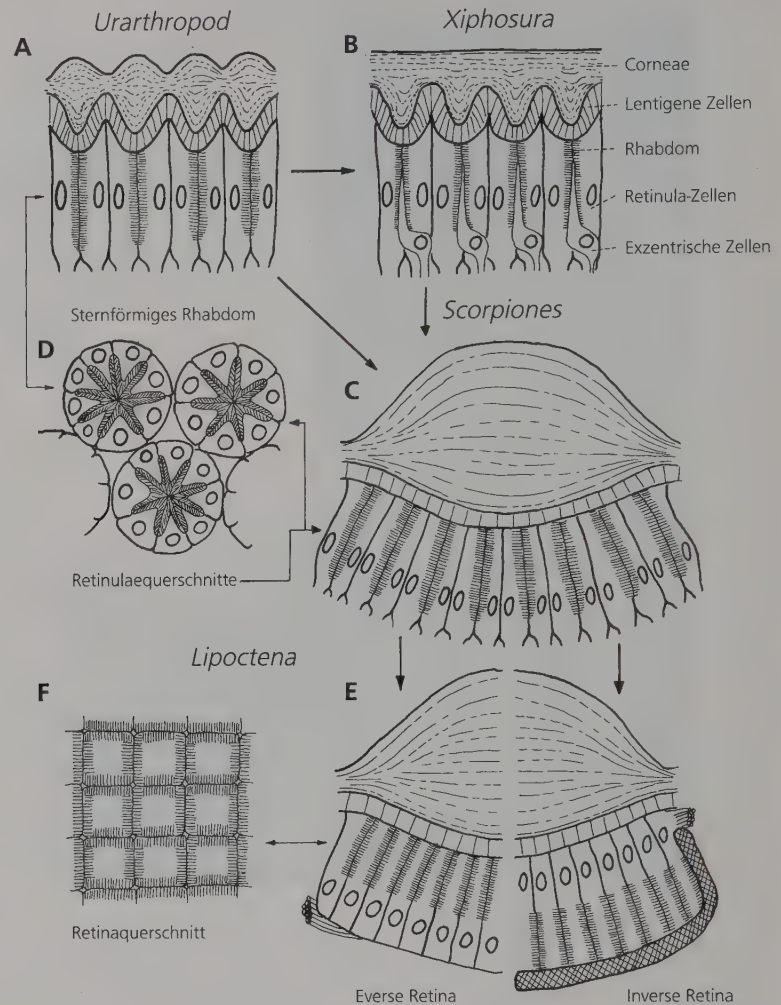 Urarthropod
Xiphosura
A
B
Corneae
Lentigene Zellen
Rhabdom
Retinula-Zellen
Exzentrische Zellen
Sternförmiges Rhabdom
Scorpiones
D
C
Retinulaequerschnitte
Lipoctena
F
E
Retinaquerschnitt
Everse Retina
Inverse Retina